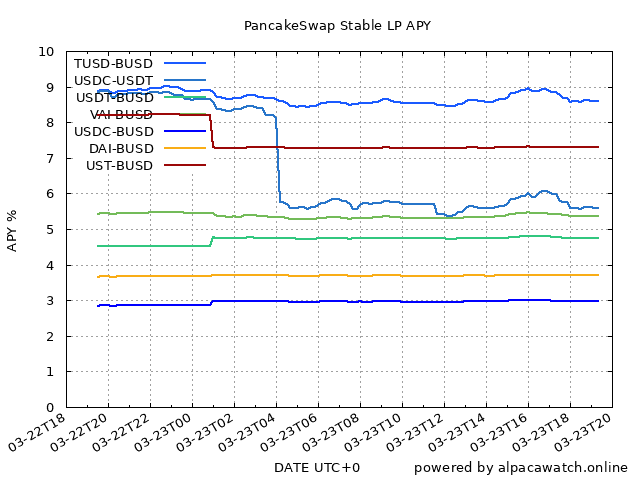 PancakeSwap Stable LP APY
10
9
8
7
6
5
4
3
2
1
0
APY %
TUSD-BUSD
USDC-USDT
USDT-BUSD
VAI-BUSD
USDC-BUSD
DAI-BUSD
UST-BUSD
03-22T18
03-22T20
03-22T22
03-23T00
03-23T02
03-23T04
03-23T06
03-23T08
03-23T10
03-23T12
03-23T14
03-23T16
03-23T18
03-23T20
DATE UTC+0
powered by alpacawatch.online